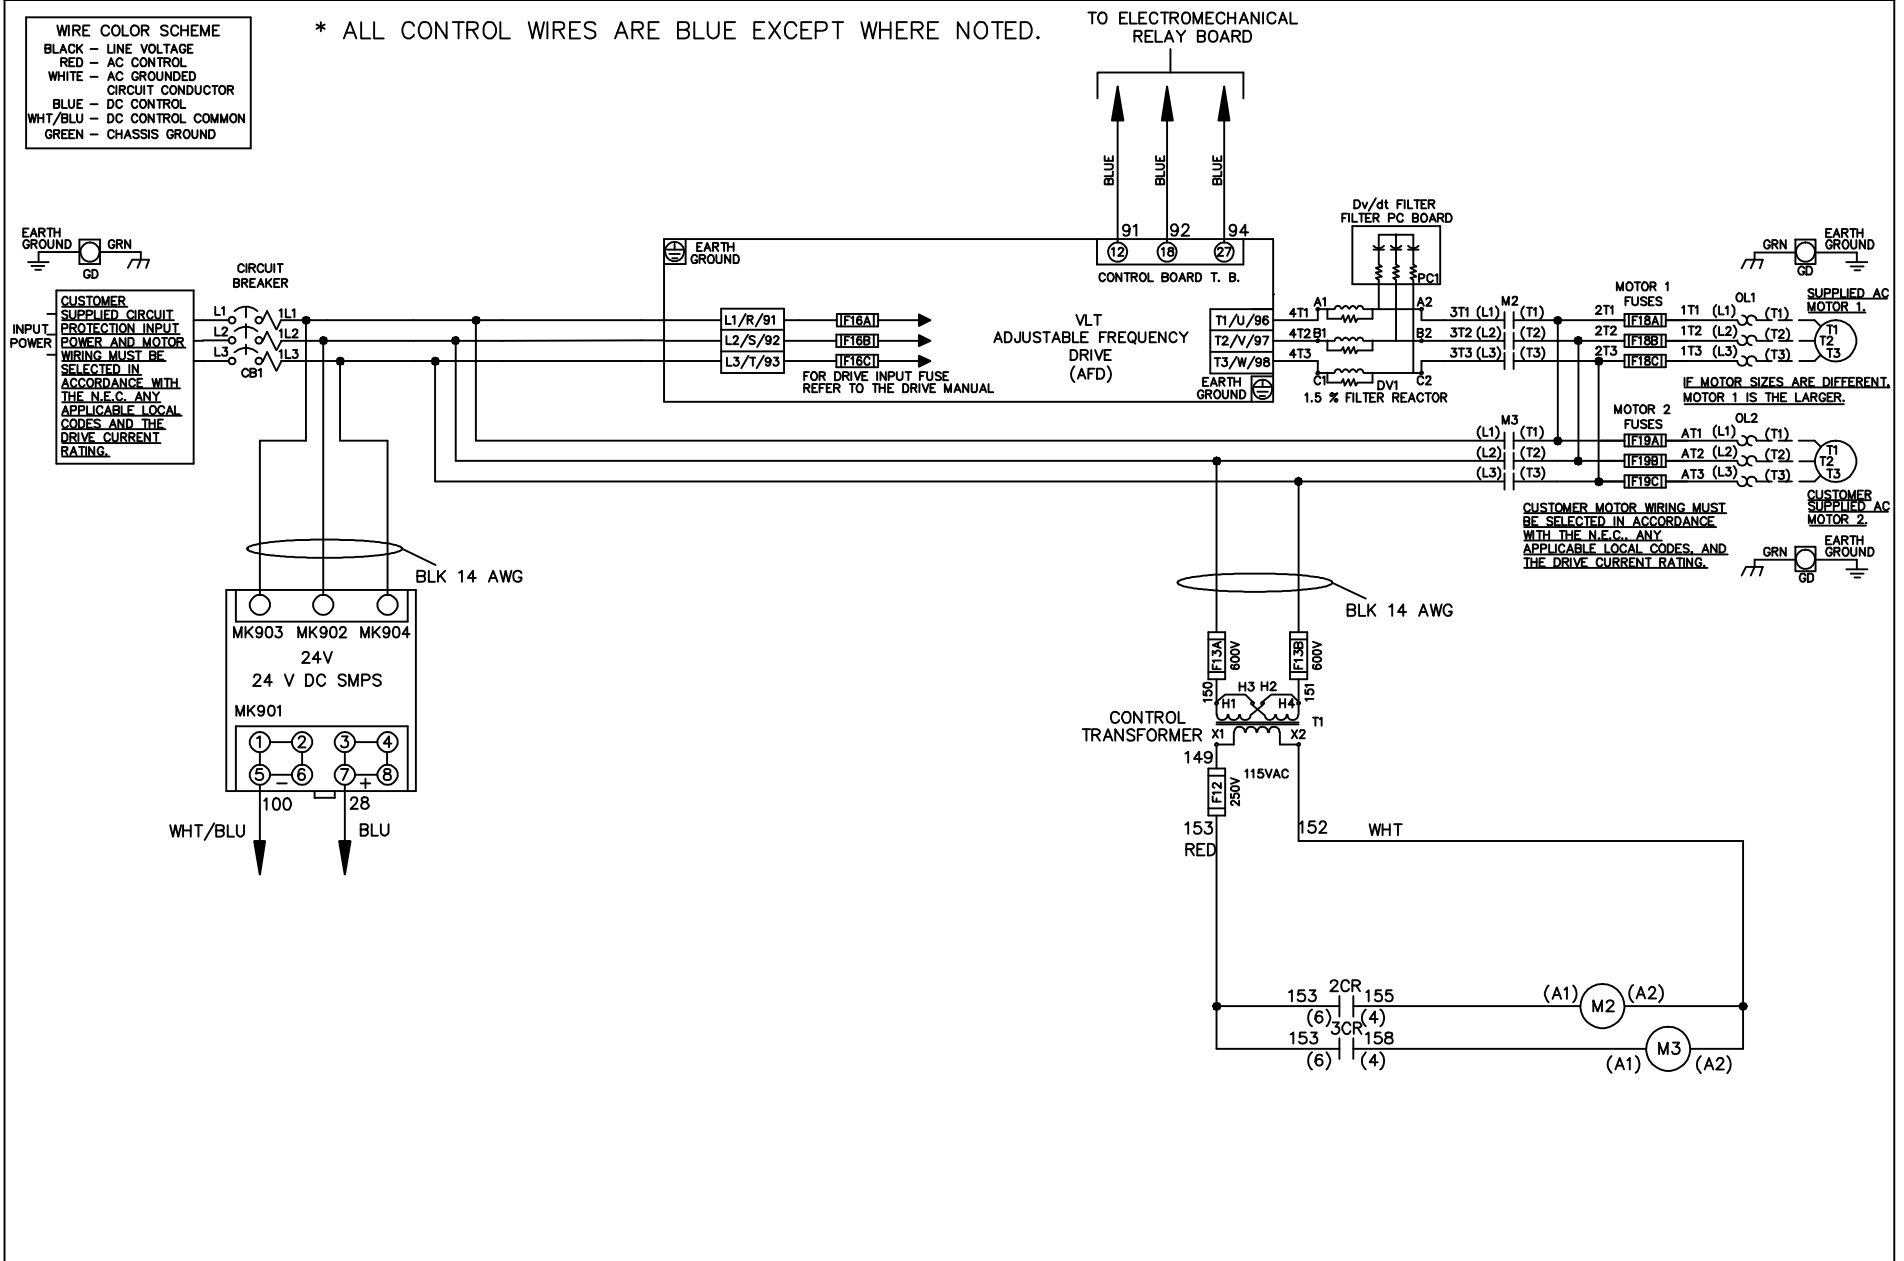 WIRE COLOR SCHEME
BLACK – LINE VOLTAGE
RED – AC CONTROL
WHITE – AC GROUNDED
CIRCUIT CONDUCTOR
BLUE – DC CONTROL
WHT/BLU – DC CONTROL COMMON
GREEN – CHASSIS GROUND
* ALL CONTROL WIRES ARE BLUE EXCEPT WHERE NOTED.
TO ELECTROMECHANICAL
RELAY BOARD
BLUE
BLUE
BLUE
91
92
94
12
18
27
CONTROL BOARD T. B.
EARTH
GROUND
GRN
GD
CIRCUIT
BREAKER
INPUT
POWER
CUSTOMER
SUPPLIED CIRCUIT
PROTECTION INPUT
POWER AND MOTOR
WIRING MUST BE
SELECTED IN
ACCORDANCE WITH
THE N.E.C. ANY
APPLICABLE LOCAL
CODES AND THE
DRIVE CURRENT
RATING.
L1
1L1
L2
1L2
L3
1L3
CB1
EARTH
GROUND
L1/R/91
F16A
L2/S/92
F16B
L3/T/93
F16C
FOR DRIVE INPUT FUSE
REFER TO THE DRIVE MANUAL
VLT
ADJUSTABLE FREQUENCY
DRIVE
(AFD)
T1/U/96
T2/V/97
T3/W/98
EARTH
GROUND
Dv/dt FILTER
FILTER PC BOARD
PC1
4T1
A1
A2
4T2
B1
B2
4T3
C1
C2
DV1
1.5 % FILTER REACTOR
M2
3T1 (L1) (T1)
3T2 (L2) (T2)
3T3 (L3) (T3)
MOTOR 1
FUSES
2T1
F18A
1T1 (L1)
2T2
F18B
1T2 (L2)
2T3
F18C
1T3 (L3)
OL1
(T1)
(T2)
(T3)
GRN
GD
EARTH
GROUND
SUPPLIED AC
MOTOR 1.
T1
T2
T3
IF MOTOR SIZES ARE DIFFERENT,
MOTOR 1 IS THE LARGER.
M3
(L1) (T1)
(L2) (T2)
(L3) (T3)
MOTOR 2
FUSES
F19A
AT1 (L1)
F19B
AT2 (L2)
F19C
AT3 (L3)
OL2
(T1)
(T2)
(T3)
T1
T2
T3
CUSTOMER
SUPPLIED AC
MOTOR 2.
CUSTOMER MOTOR WIRING MUST
BE SELECTED IN ACCORDANCE
WITH THE N.E.C., ANY
APPLICABLE LOCAL CODES, AND
THE DRIVE CURRENT RATING.
GRN
GD
EARTH
GROUND
BLK 14 AWG
MK903 MK902 MK904
24V
24 V DC SMPS
MK901
1
2
3
4
5
–
6
7
+
8
100
28
WHT/BLU
BLU
BLK 14 AWG
F13A
600V
F13B
600V
150
151
H1
H3 H2
H4
T1
CONTROL
TRANSFORMER
X1
X2
149
115VAC
F12
250V
153
RED
152
WHT
153
2CR
155
(6)
(4)
(A1)
M2
(A2)
153
3CR
158
(6)
(4)
(A1)
M3
(A2)